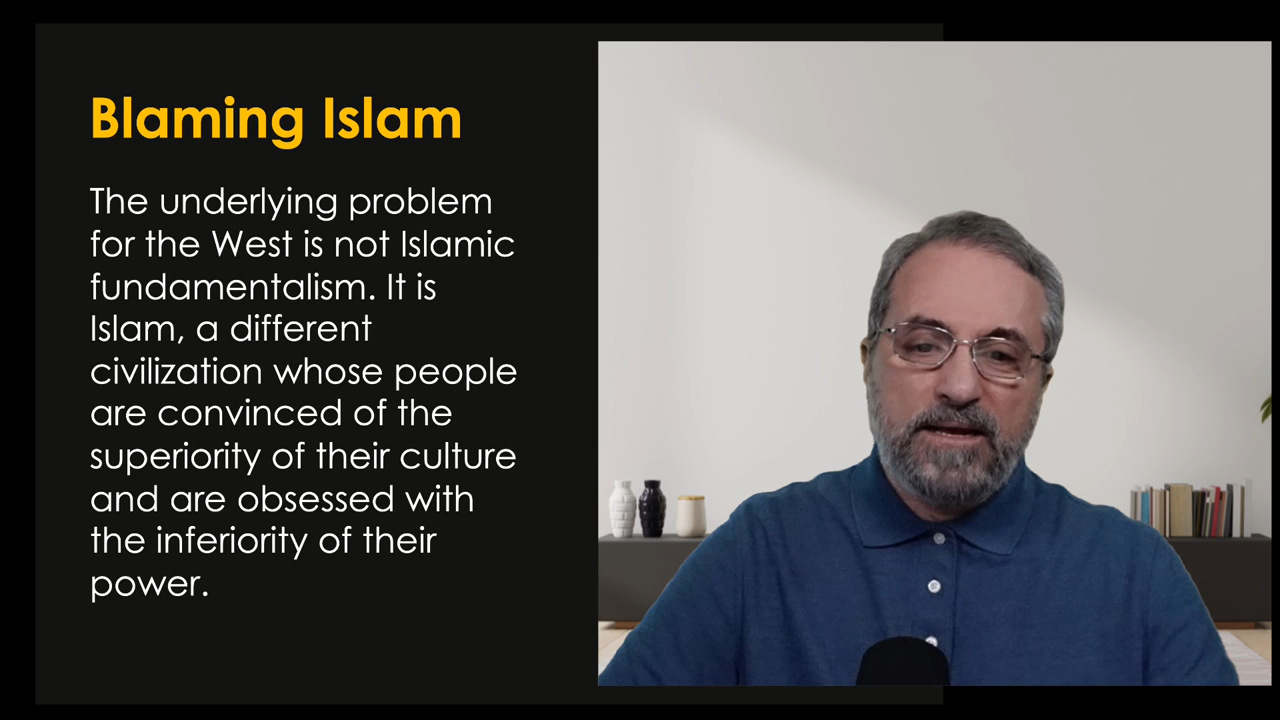 Blaming Islam
The underlying problem
for the West is not Islamic
fundamentalism. It is
Islam, a different
civilization whose people
are convinced of the
superiority of their culture
and are obsessed with
the inferiority of their
power.